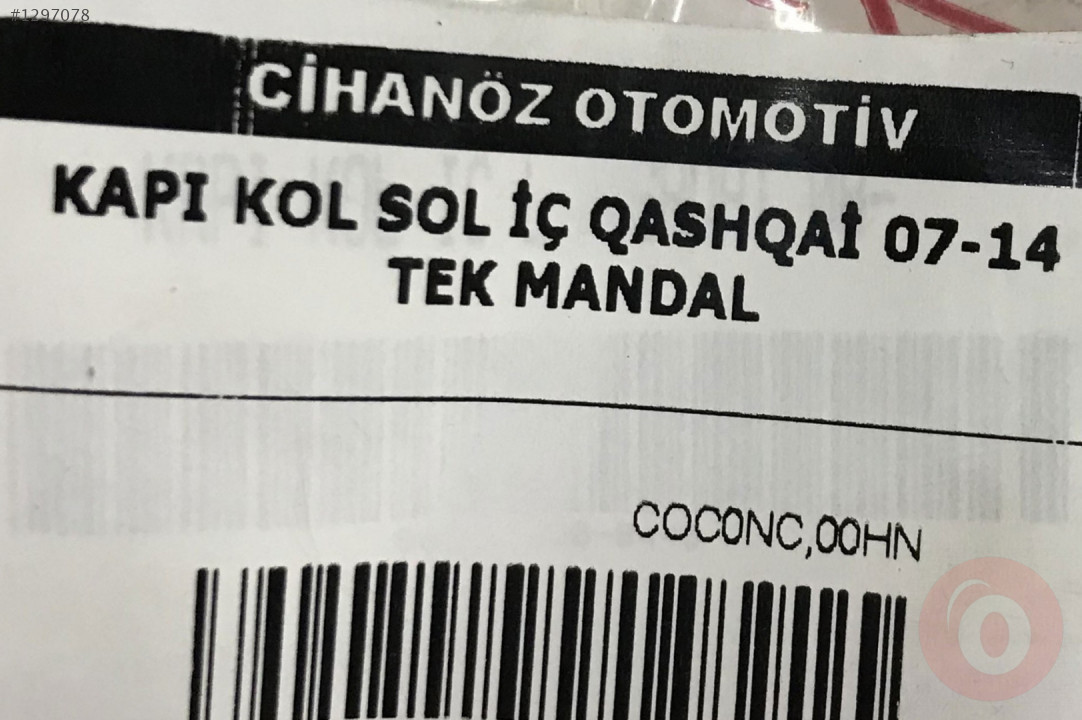 #1297078
CİHANÖZ OTOMOTİV
KAPI KOL SOL İÇ QASHQAİ 07-14
TEK MANDAL
COC0NC,00HN